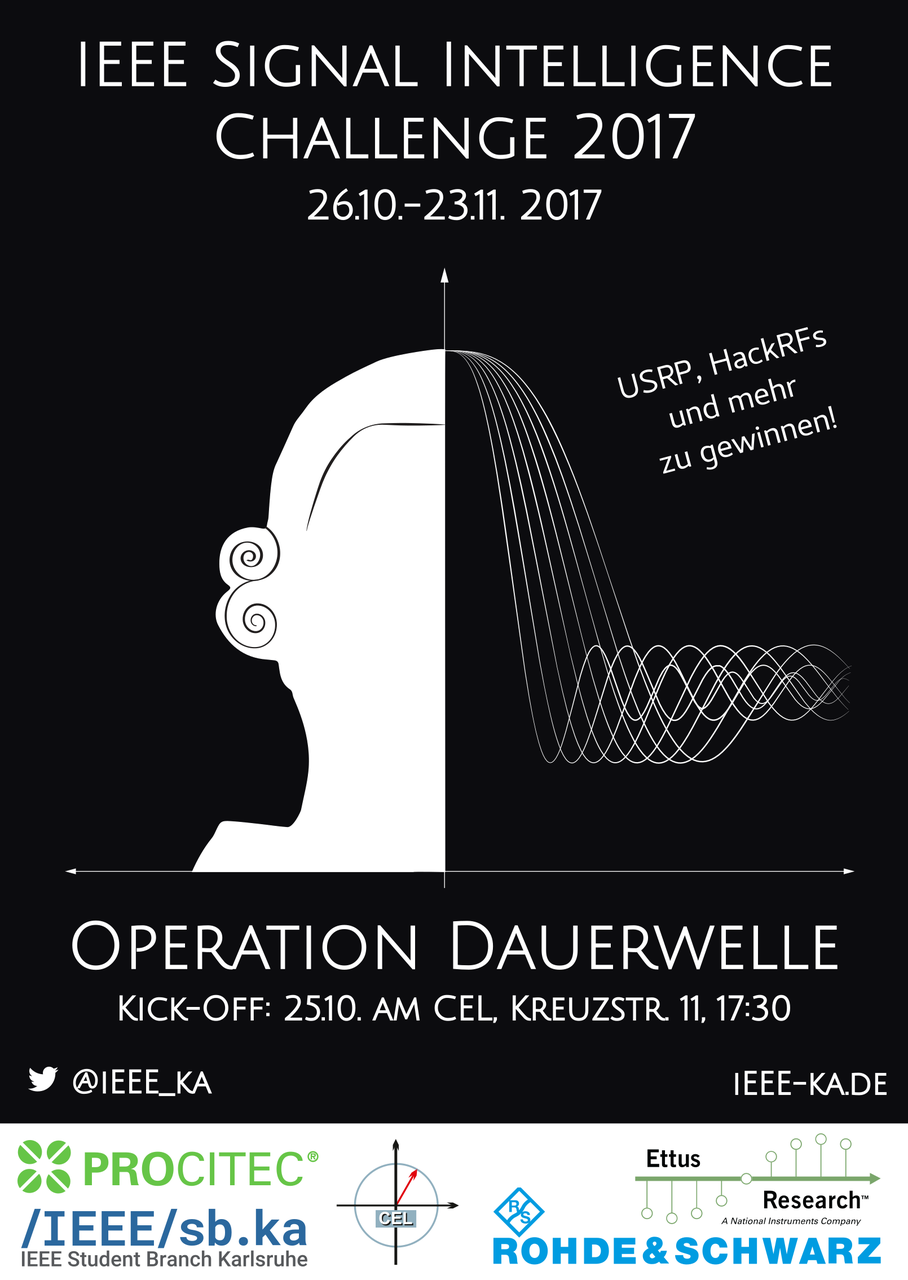 IEEE Signal Intelligence
Challenge 2017
26.10.-23.11. 2017
USRP, HackRFs
und mehr
zu gewinnen!
Operation Dauerwelle
Kick-Off: 25.10. am CEL, Kreuzstr. 11, 17:30
@IEEE_KA
IEEE-KA.DE
PROCITEC®
/IEEE/sb.ka
IEEE Student Branch Karlsruhe
CEL
Ettus
Research™
A National Instruments Company
R/S
ROHDE & SCHWARZ